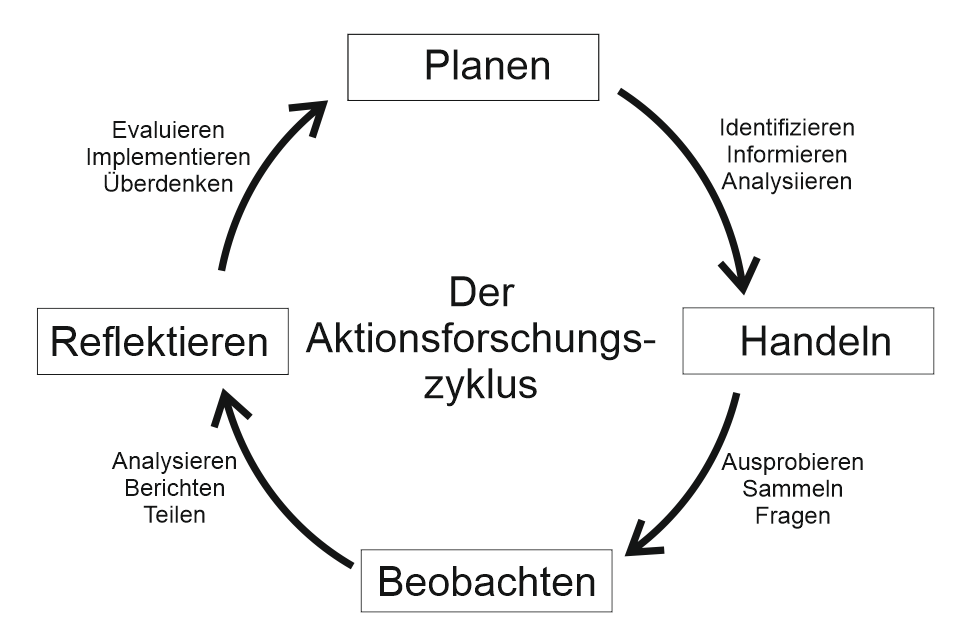 Planen
Evaluieren
Implementieren
Überdenken
Identifizieren
Informieren
Analysiieren
Der
Aktionsforschungs-
zyklus
Reflektieren
Handeln
Analysieren
Berichten
Teilen
Ausprobieren
Sammeln
Fragen
Beobachten